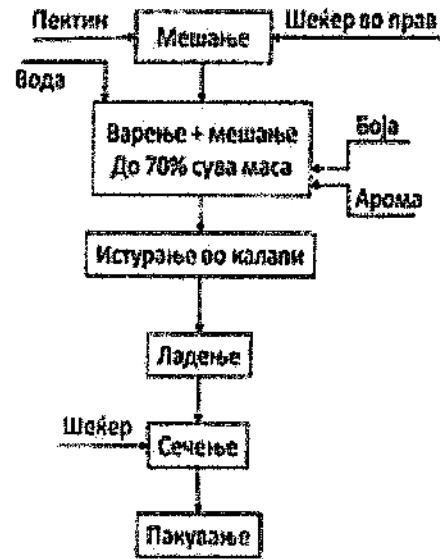 Пектин
Шеќер во прав
Мешање
Вода
Варење + мешање
До 70% сува маса
Боја
Арома
Истурање во калапи
Ладење
Шеќер
Сечење
Пакување